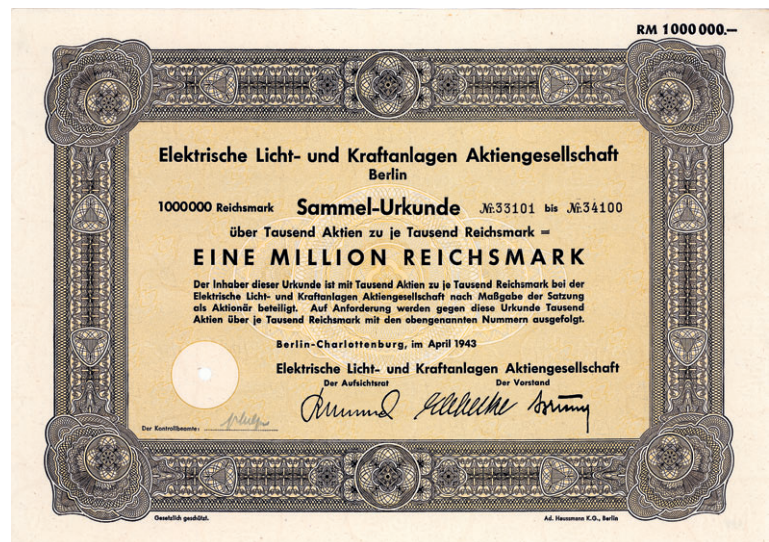 RM 1000000.—
Elektrische Licht- und Kraftanlagen Aktiengesellschaft
Berlin
1000000 Reichsmark Sammel-Urkunde №33101 bis №34100
über Tausend Aktien zu je Tausend Reichsmark =
EINE MILLION REICHSMARK
Der Inhaber dieser Urkunde ist mit Tausend Aktien zu je Tausend Reichsmark bei der
Elektrische Licht- und Kraftanlagen Aktiengesellschaft nach Maßgabe der Satzung
als Aktionär beteiligt. Auf Anforderung werden gegen diese Urkunde Tausend
Aktien über je Tausend Reichsmark mit den obengenannten Nummern ausgefolgt.
Berlin-Charlottenburg, im April 1943
Elektrische Licht- und Kraftanlagen Aktiengesellschaft
Der Aufsichtsrat Der Vorstand
Der Kontrollbeamte:
Gesetzlich geschützt. Ad. Haussmann K.G., Berlin